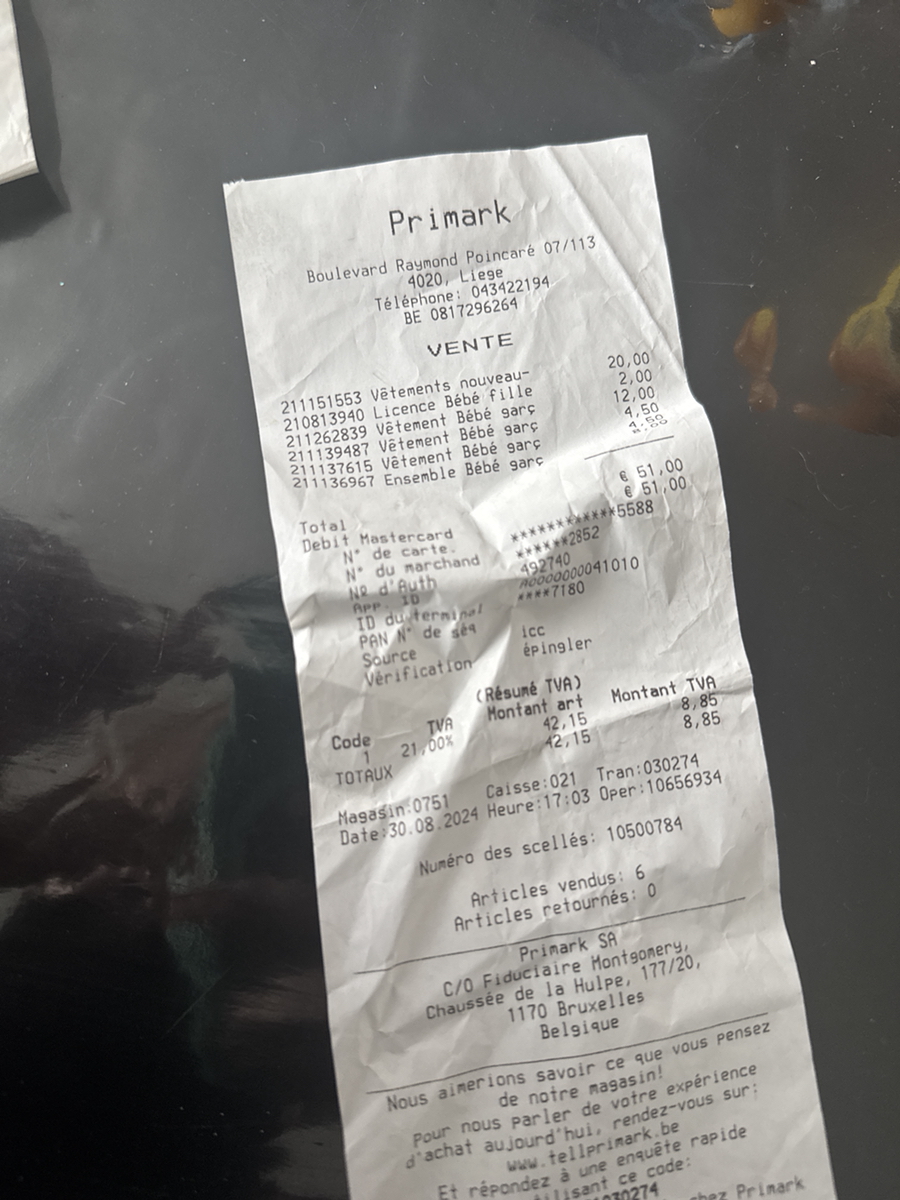 Primark
Boulevard Raymond Poincaré 07/113
4020, Liege
Téléphone: 043422194
BE 0817296264
VENTE
211151553 Vêtements nouveau- 20,00
210813940 Licence Bébé fille 2,00
211262839 Vêtement Bébé garç 12,00
211139487 Vêtement Bébé garç 4,50
211137615 Vêtement Bébé garç 4,50
211136967 Ensemble Bébé garç 8,00
Total € 51,00
Debit Mastercard € 51,00
N° de carte. ************5588
N° du marchand ******2852
Nº d'Auth 492740
App. ID A0000000041010
ID du terminal ****7180
PAN N° de séq
Source icc
Vérification épingler
(Résumé TVA)
Code TVA Montant art Montant TVA
1 21,00% 42,15 8,85
TOTAUX 42,15 8,85
Magasin:0751 Caisse:021 Tran:030274
Date:30.08.2024 Heure:17:03 Oper:10656934
Numéro des scellés: 10500784
Articles vendus: 6
Articles retournés: 0
Primark SA
C/O Fiduciaire Montgomery,
Chaussée de la Hulpe, 177/20,
1170 Bruxelles
Belgique
Nous aimerions savoir ce que vous pensez
de notre magasin!
Pour nous parler de votre expérience
d'achat aujourd'hui, rendez-vous sur:
www.tellprimark.be
Et répondez à une enquête rapide
ce code:
chez Primark